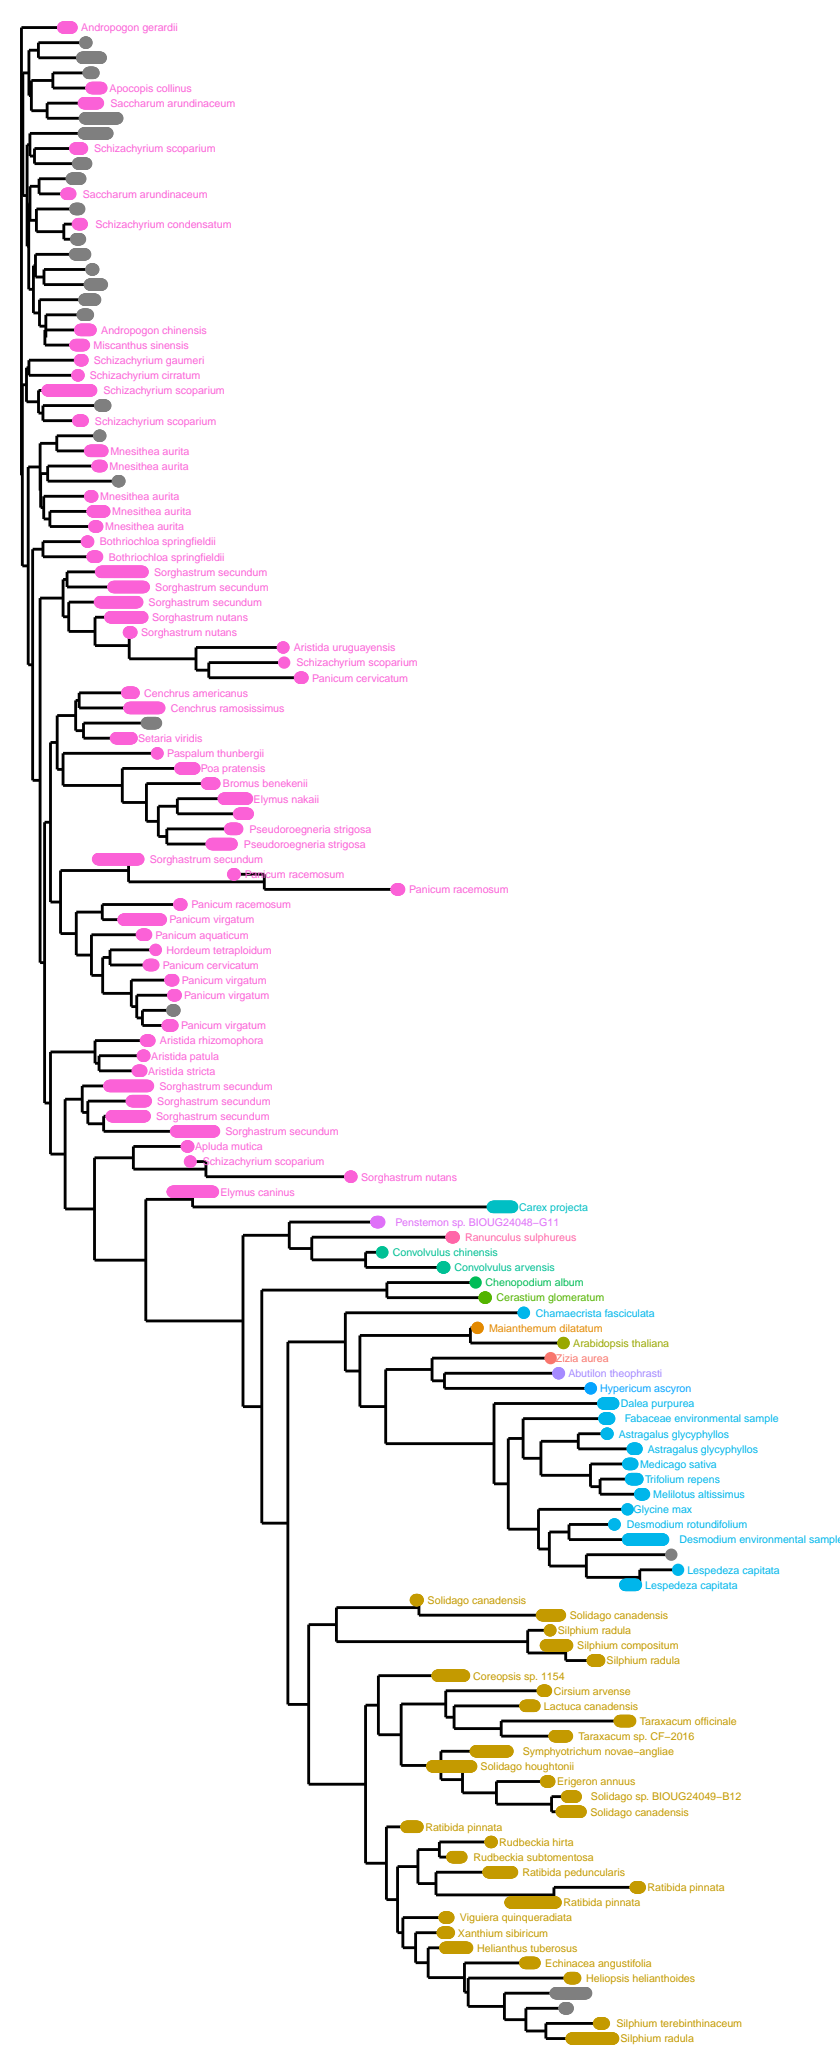 Andropogon gerardii
Apocopis collinus
Saccharum arundinaceum
Schizachyrium scoparium
Saccharum arundinaceum
Schizachyrium condensatum
Andropogon chinensis
Miscanthus sinensis
Schizachyrium gaumeri
Schizachyrium cirratum
Schizachyrium scoparium
Schizachyrium scoparium
Mnesithea aurita
Mnesithea aurita
Mnesithea aurita
Mnesithea aurita
Mnesithea aurita
Bothriochloa springfieldii
Bothriochloa springfieldii
Sorghastrum secundum
Sorghastrum secundum
Sorghastrum secundum
Sorghastrum nutans
Sorghastrum nutans
Aristida uruguayensis
Schizachyrium scoparium
Panicum cervicatum
Cenchrus americanus
Cenchrus ramosissimus
Setaria viridis
Paspalum thunbergii
Poa pratensis
Bromus benekenii
Elymus nakaii
Pseudoroegneria strigosa
Pseudoroegneria strigosa
Sorghastrum secundum
Panicum racemosum
Panicum racemosum
Panicum racemosum
Panicum virgatum
Panicum aquaticum
Hordeum tetraploidum
Panicum cervicatum
Panicum virgatum
Panicum virgatum
Panicum virgatum
Aristida rhizomophora
Aristida patula
Aristida stricta
Sorghastrum secundum
Sorghastrum secundum
Sorghastrum secundum
Sorghastrum secundum
Apluda mutica
Schizachyrium scoparium
Sorghastrum nutans
Elymus caninus
Carex projecta
Penstemon sp. BIOUG24048−G11
Ranunculus sulphureus
Convolvulus chinensis
Convolvulus arvensis
Chenopodium album
Cerastium glomeratum
Chamaecrista fasciculata
Maianthemum dilatatum
Arabidopsis thaliana
Zizia aurea
Abutilon theophrasti
Hypericum ascyron
Dalea purpurea
Fabaceae environmental sample
Astragalus glycyphyllos
Astragalus glycyphyllos
Medicago sativa
Trifolium repens
Melilotus altissimus
Glycine max
Desmodium rotundifolium
Desmodium environmental sample
Lespedeza capitata
Lespedeza capitata
Solidago canadensis
Solidago canadensis
Silphium radula
Silphium compositum
Silphium radula
Coreopsis sp. 1154
Cirsium arvense
Lactuca canadensis
Taraxacum officinale
Taraxacum sp. CF−2016
Symphyotrichum novae−angliae
Solidago houghtonii
Erigeron annuus
Solidago sp. BIOUG24049−B12
Solidago canadensis
Ratibida pinnata
Rudbeckia hirta
Rudbeckia subtomentosa
Ratibida peduncularis
Ratibida pinnata
Ratibida pinnata
Viguiera quinqueradiata
Xanthium sibiricum
Helianthus tuberosus
Echinacea angustifolia
Heliopsis helianthoides
Silphium terebinthinaceum
Silphium radula